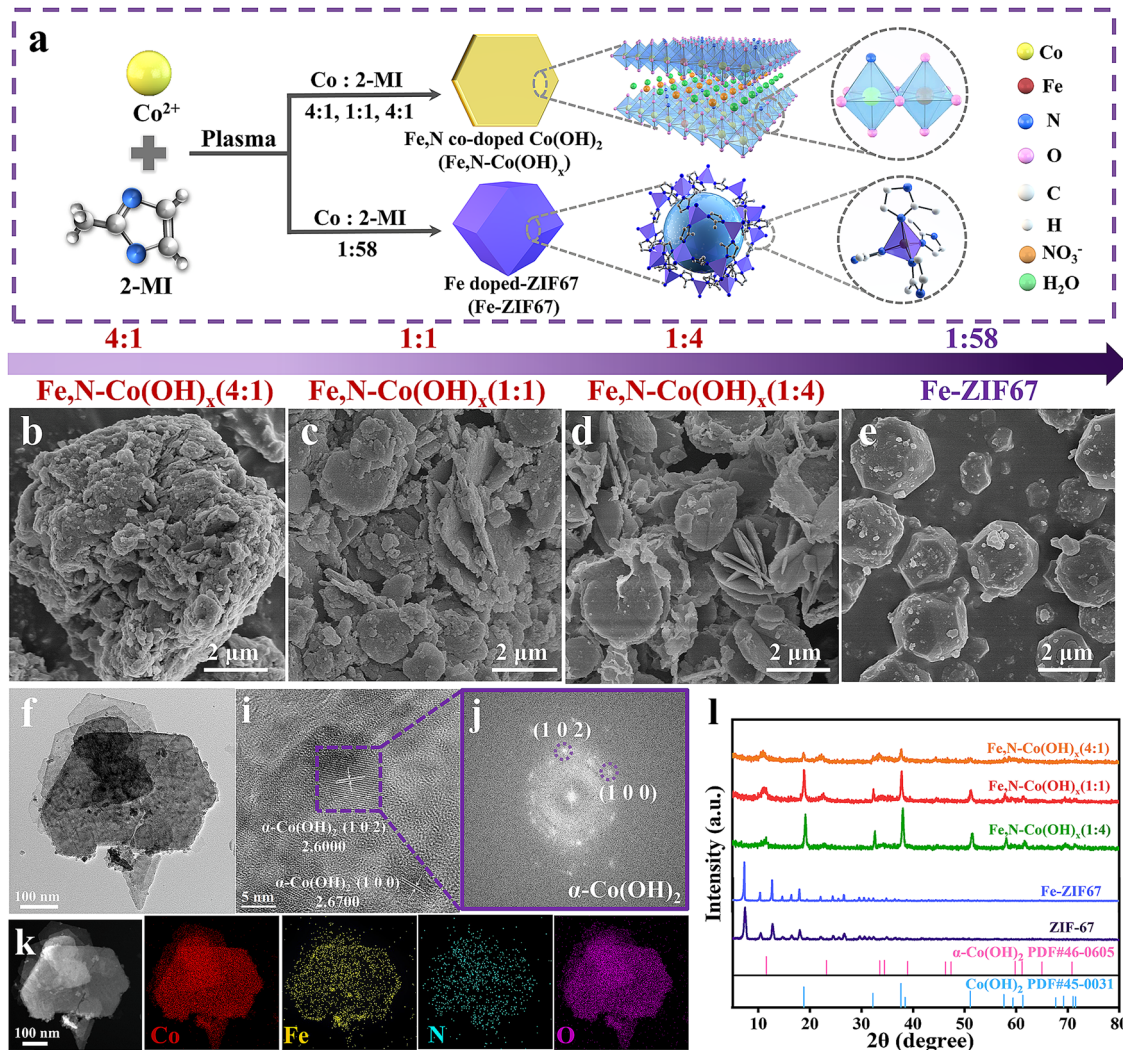 a
Co²⁺
2-MI
Plasma
Co : 2-MI
4:1, 1:1, 4:1
Fe,N co-doped Co(OH)₂
(Fe,N-Co(OH)ₓ)
Co : 2-MI
1:58
Fe doped-ZIF67
(Fe-ZIF67)
Co
Fe
N
O
C
H
NO₃⁻
H₂O
4:1
1:1
1:4
1:58
Fe,N-Co(OH)ₓ(4:1)
Fe,N-Co(OH)ₓ(1:1)
Fe,N-Co(OH)ₓ(1:4)
Fe-ZIF67
b
2 μm
c
2 μm
d
2 μm
e
2 μm
f
100 nm
i
α-Co(OH)₂ (1 0 2)
2.6000
α-Co(OH)₂ (1 0 0)
2.6700
5 nm
j
(1 0 2)
(1 0 0)
α-Co(OH)₂
k
100 nm
Co
Fe
N
O
l
Intensity (a.u.)
Fe,N-Co(OH)ₓ(4:1)
Fe,N-Co(OH)ₓ(1:1)
Fe,N-Co(OH)ₓ(1:4)
Fe-ZIF67
ZIF-67
α-Co(OH)₂ PDF#46-0605
Co(OH)₂ PDF#45-0031
10 20 30 40 50 60 70 80
2θ (degree)